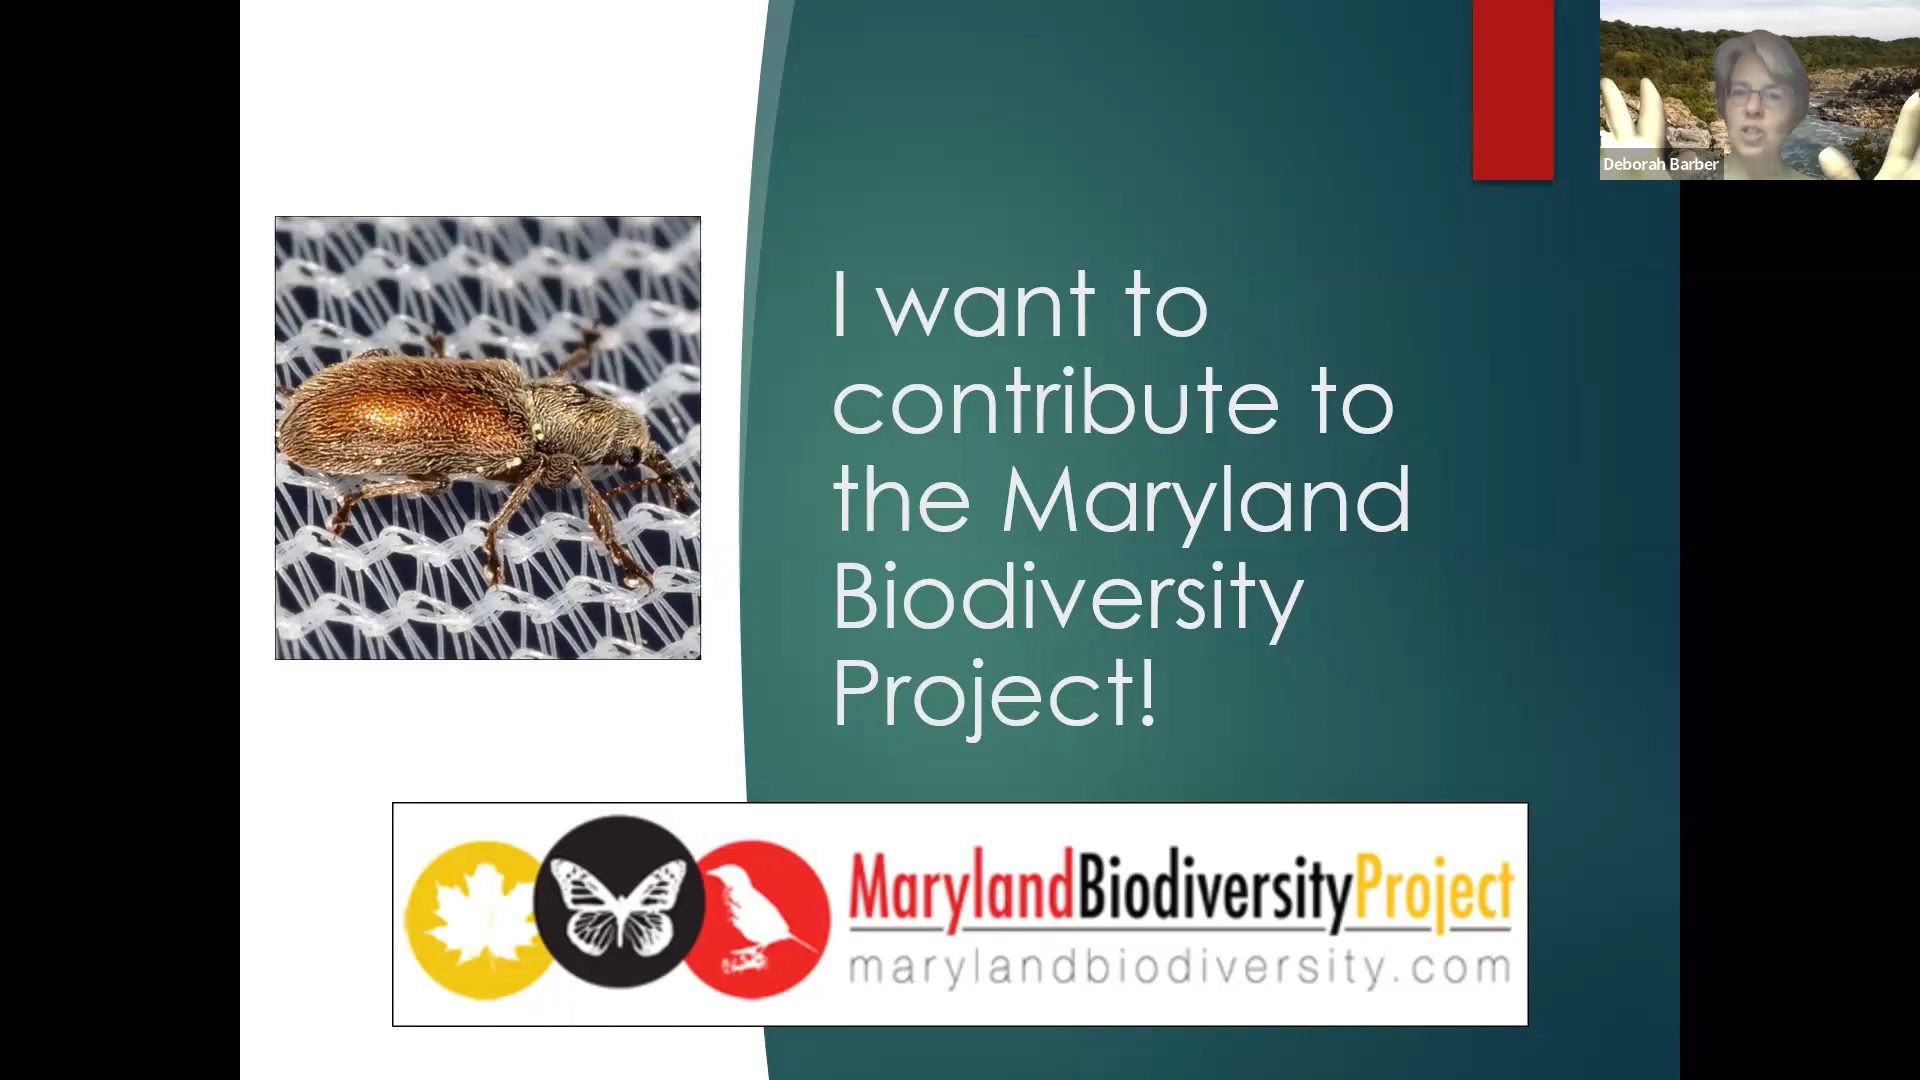 Deborah Barber
I want to
contribute to
the Maryland
Biodiversity
Project!
MarylandBiodiversityProject
marylandbiodiversity.com